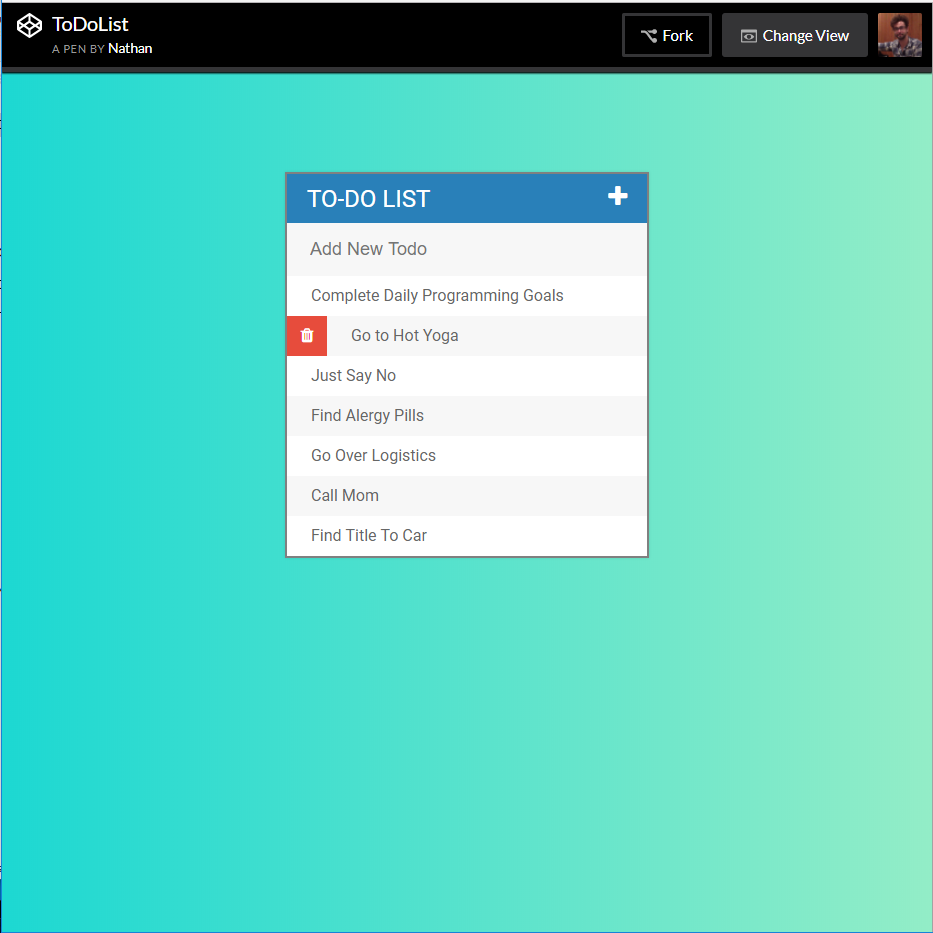 ToDoList
A PEN BY Nathan
Fork
Change View
TO-DO LIST
Add New Todo
Complete Daily Programming Goals
Go to Hot Yoga
Just Say No
Find Alergy Pills
Go Over Logistics
Call Mom
Find Title To Car